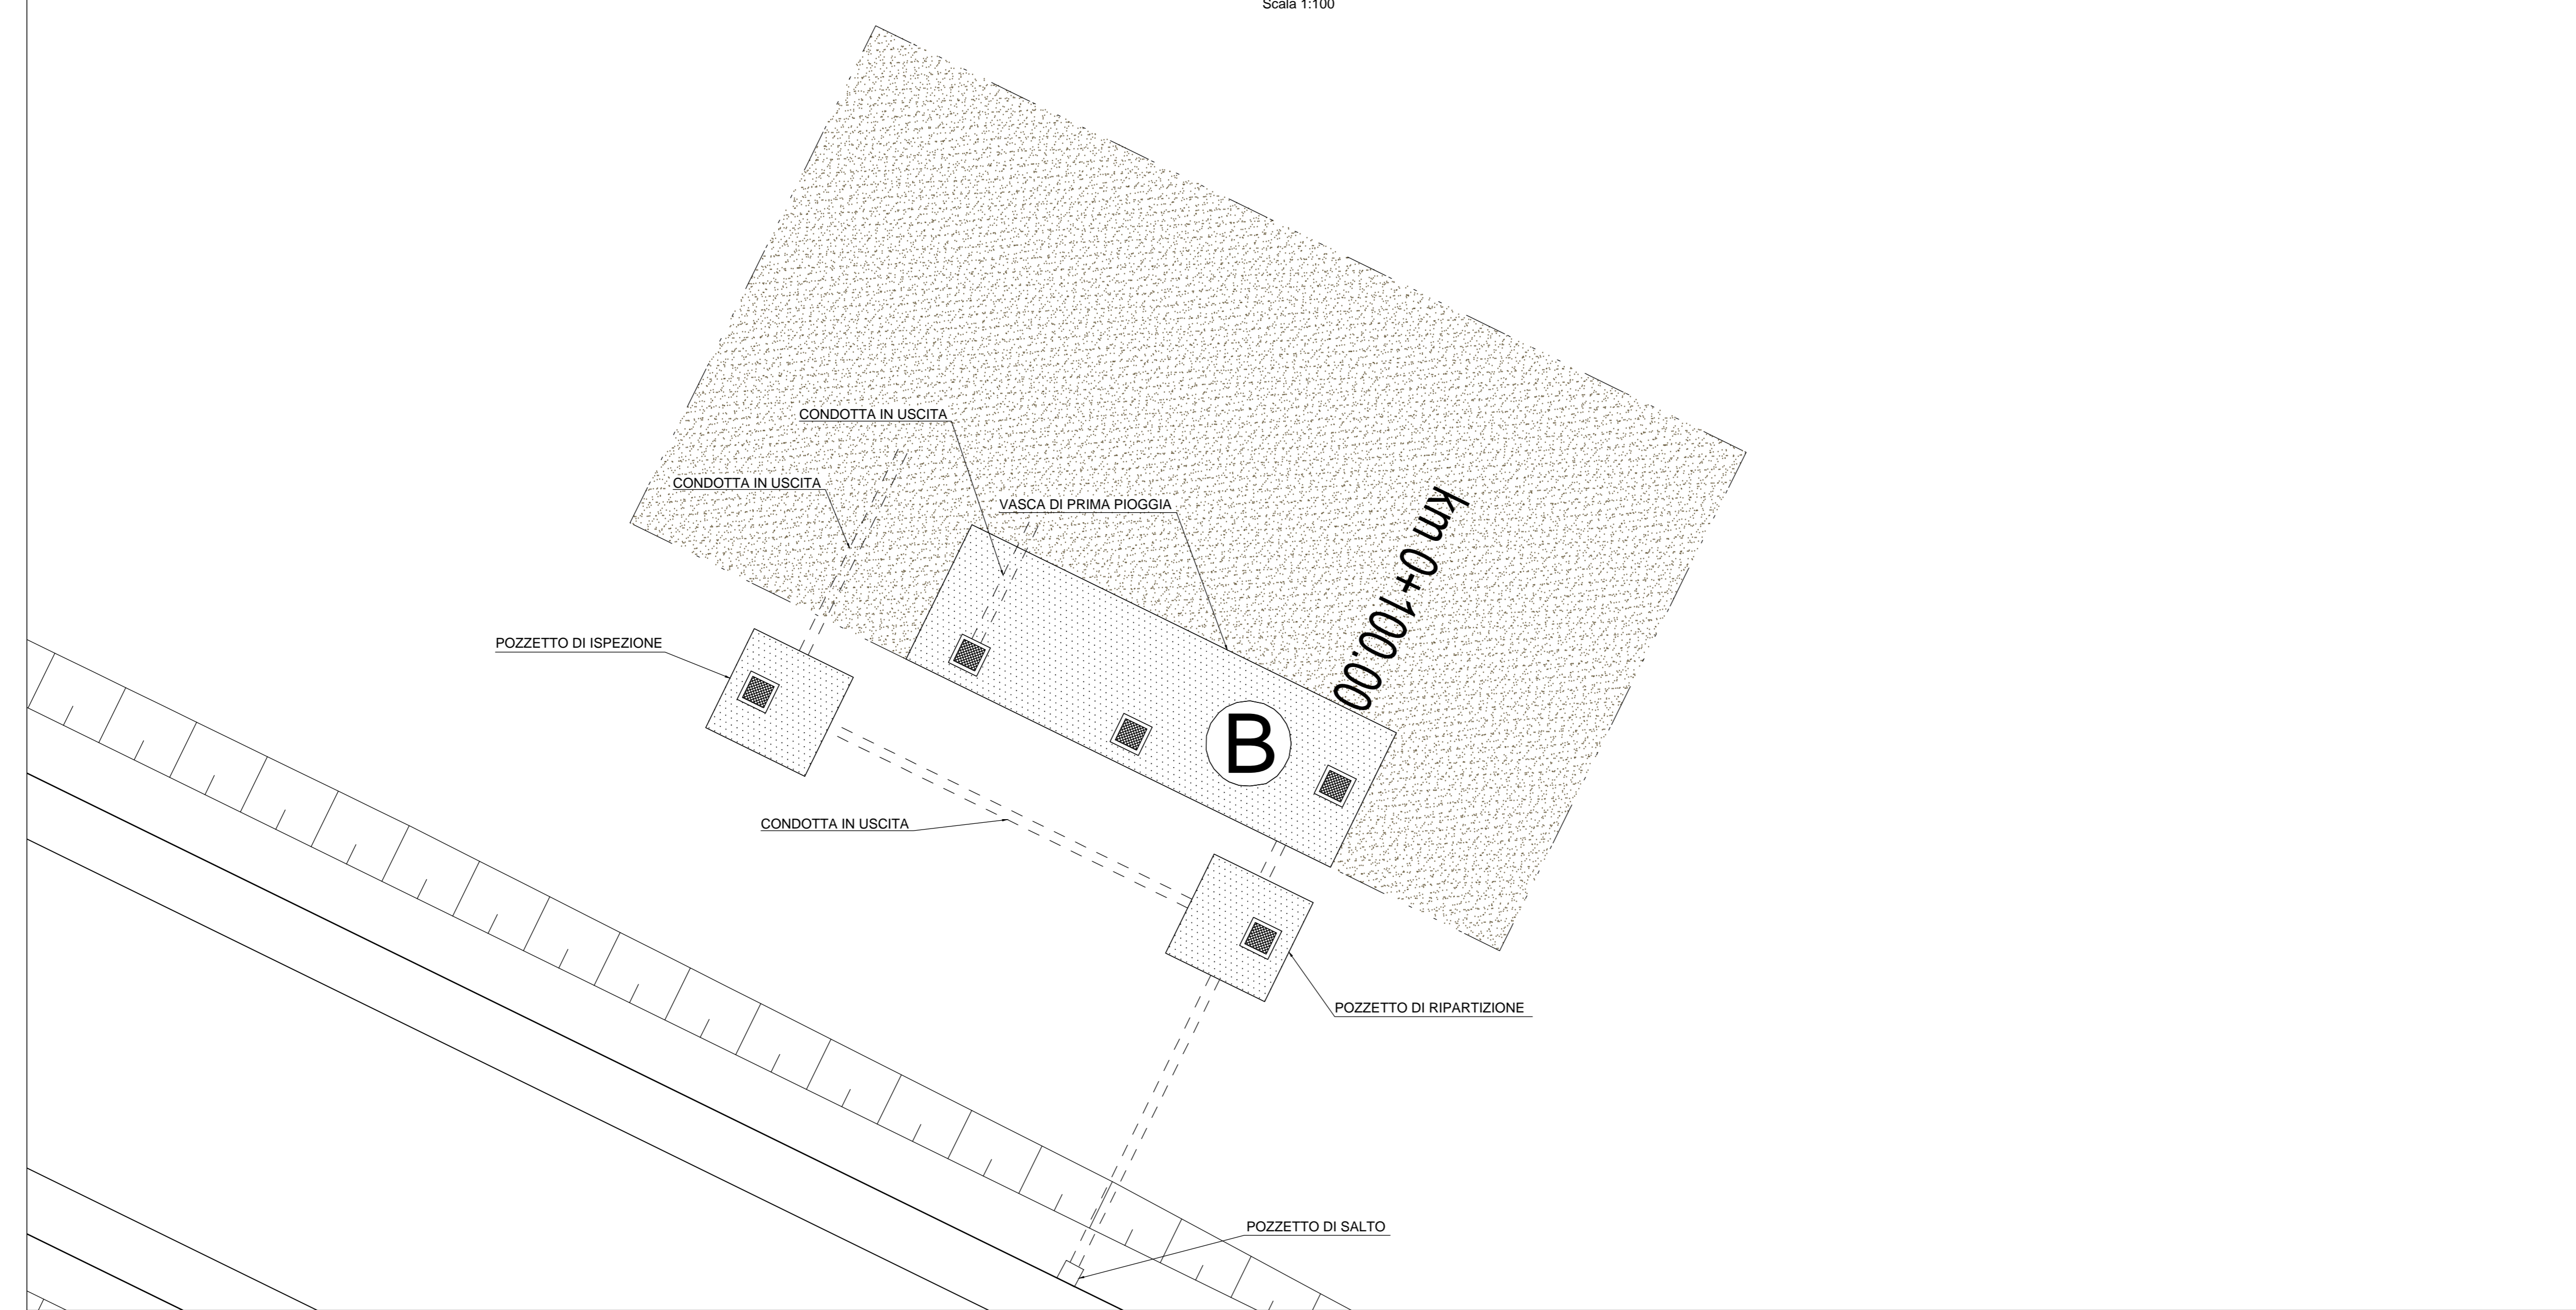 Scala 1:100
CONDOTTA IN USCITA
CONDOTTA IN USCITA
VASCA DI PRIMA PIOGGIA
km 0+100.00
POZZETTO DI ISPEZIONE
B
CONDOTTA IN USCITA
POZZETTO DI RIPARTIZIONE
POZZETTO DI SALTO